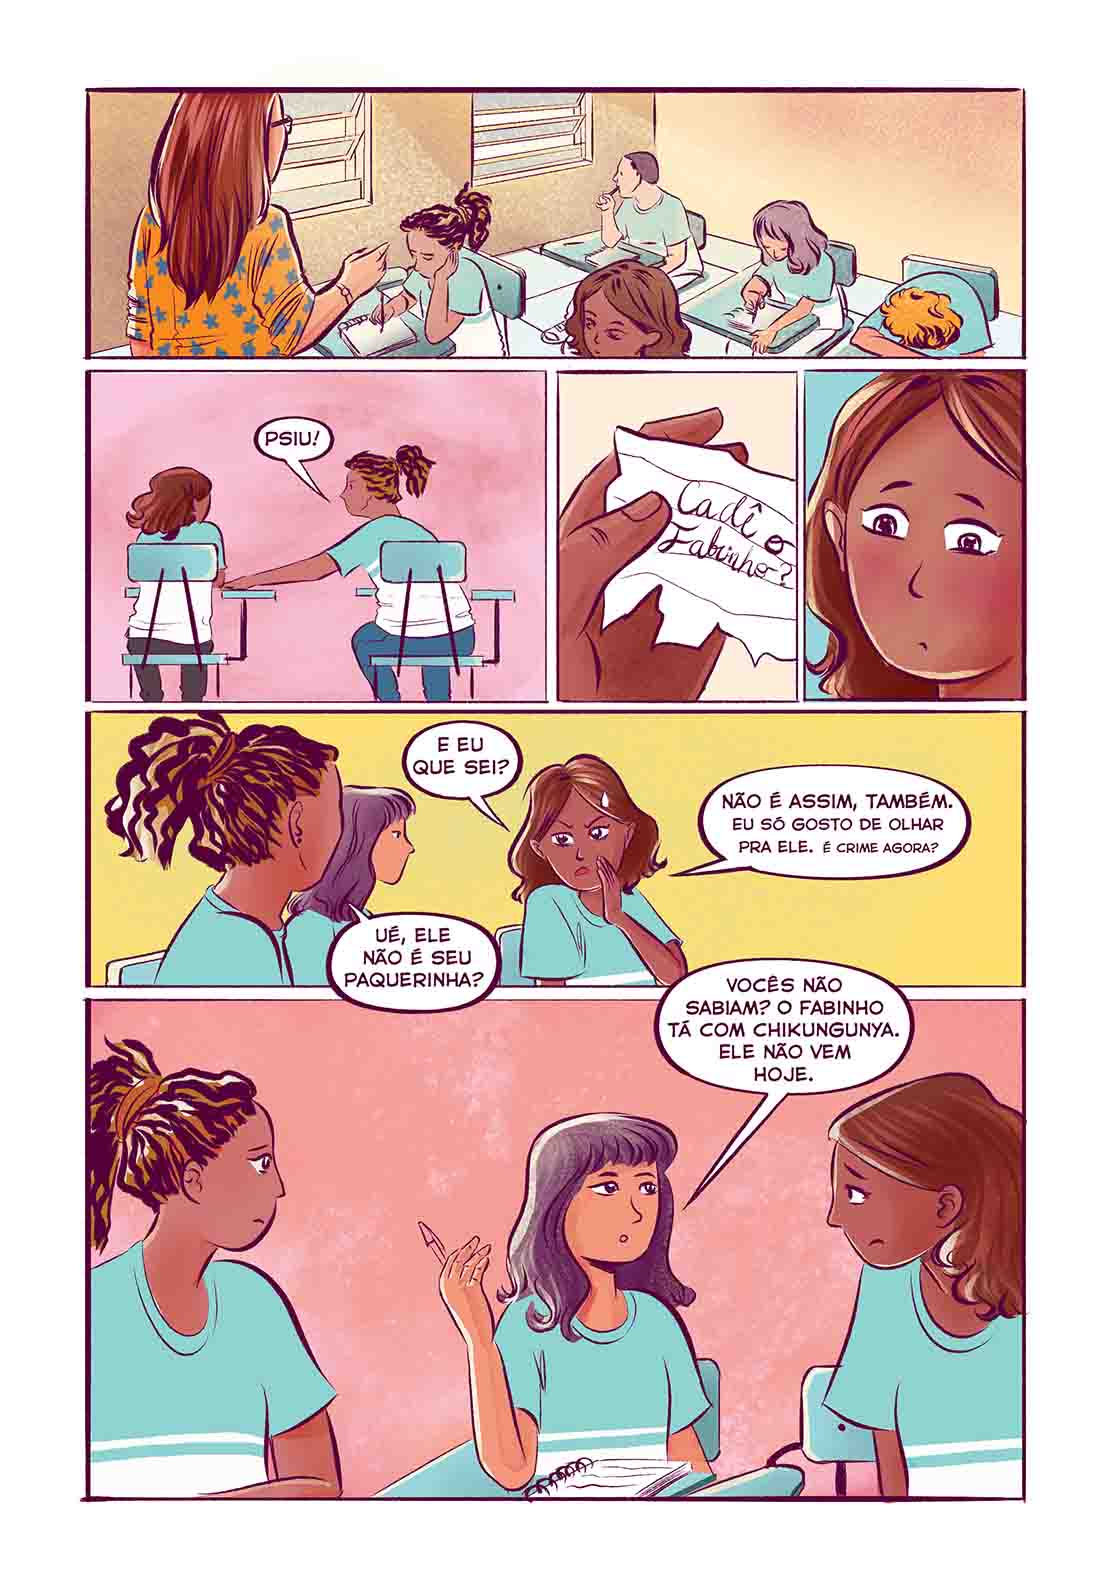 PSIU!
Cadê o
Fabinho?
E EU
QUE SEI?
UÉ, ELE
NÃO É SEU
PAQUERINHA?
NÃO É ASSIM, TAMBÉM.
EU SÓ GOSTO DE OLHAR
PRA ELE. É CRIME AGORA?
VOCÊS NÃO
SABIAM? O FABINHO
TÁ COM CHIKUNGUNYA.
ELE NÃO VEM
HOJE.